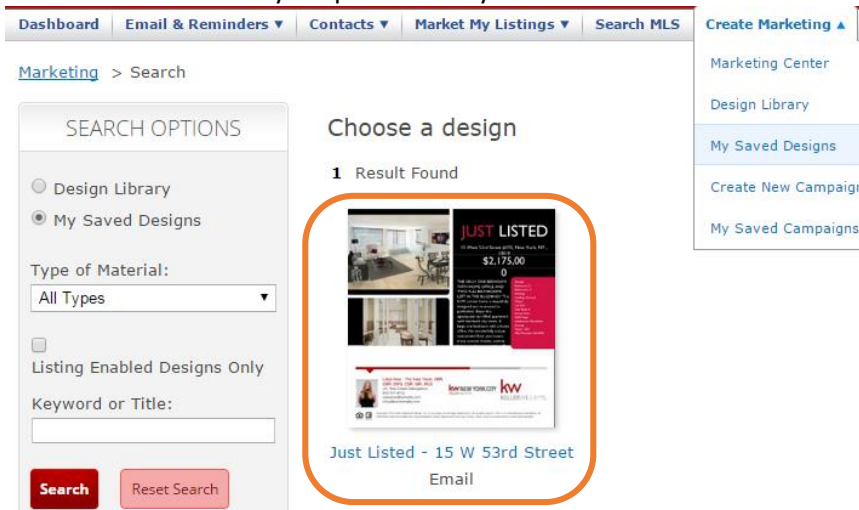 Dashboard Email & Reminders ▼ Contacts ▼ Market My Listings ▼ Search MLS Create Marketing ▲
Marketing > Search
Marketing Center
Design Library
My Saved Designs
Create New Campaign
My Saved Campaigns
SEARCH OPTIONS
Design Library
My Saved Designs
Type of Material:
All Types
Listing Enabled Designs Only
Keyword or Title:
Search Reset Search
Choose a design
1 Result Found
JUST LISTED
$2,175,00
0
kw NEW YORK CITY kw
KELLERWILLIAMS
Just Listed - 15 W 53rd Street
Email